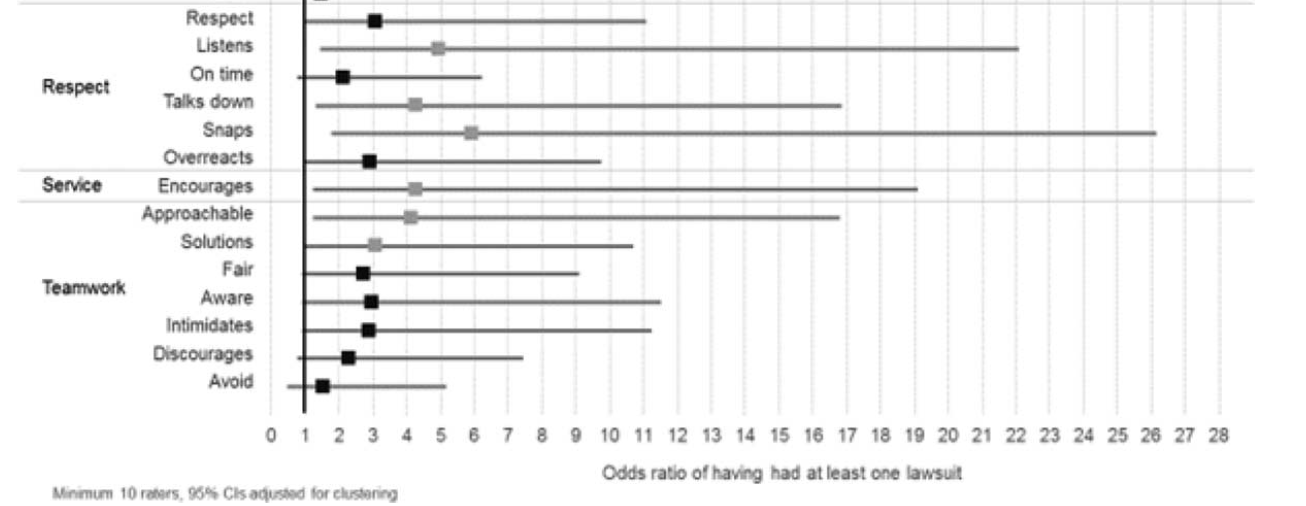 Respect
Listens
On time
Respect
Talks down
Snaps
Overreacts
Service Encourages
Approachable
Solutions
Fair
Teamwork
Aware
Intimidates
Discourages
Avoid
0 1 2 3 4 5 6 7 8 9 10 11 12 13 14 15 16 17 18 19 20 21 22 23 24 25 26 27 28
Odds ratio of having had at least one lawsuit
Minimum 10 raters, 95% CIs adjusted for clustering